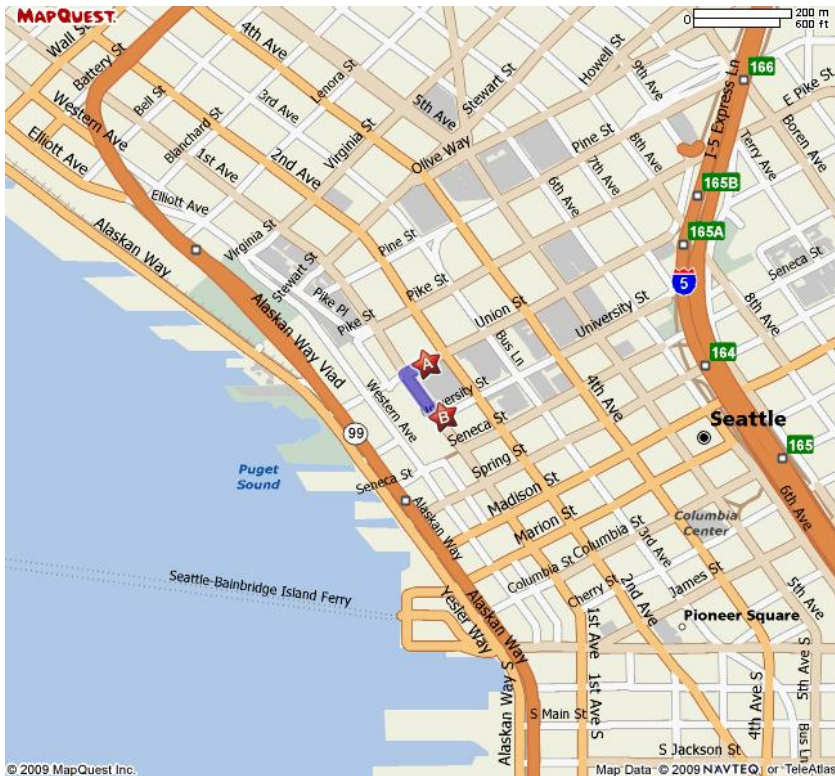 MAPQUEST.
0 200 m
600 ft
Wall St
4th Ave
Howell St
9th Ave
166
E Pike St
Battery St
Lenora St
5th Ave
Stewart St
I-5 Express Ln
Bell St
3rd Ave
Boren Ave
Western Ave
Pine St
8th Ave
Terry Ave
Blanchard St
Virginia St
Olive Way
7th Ave
Elliott Ave
1st Ave
2nd Ave
6th Ave
165B
Elliott Ave
Virginia St
Pine St
165A
Alaskan Way
Stewart St
Pike St
Seneca St
Pike Pl
5
Alaskan Way Viad
Pike St
Union St
University St
8th Ave
Bus Ln
164
A
Western Ave
University St
4th Ave
B
Seneca St
Seattle
99
Spring St
165
Puget
Sound
Seneca St
Madison St
6th Ave
Alaskan Way
Marion St
Columbia
Center
Columbia St
3rd Ave
Columbia St
James St
Seattle-Bainbridge Island Ferry
Cherry St
2nd Ave
5th Ave
Yesler Way
Alaskan Way
1st Ave
Pioneer Square
Alaskan Way S
1st Ave S
4th Ave S
5th Ave S
S Main St
Bus Ln
S Jackson St
© 2009 MapQuest Inc.
Map Data © 2009 NAVTEQ or TeleAtlas